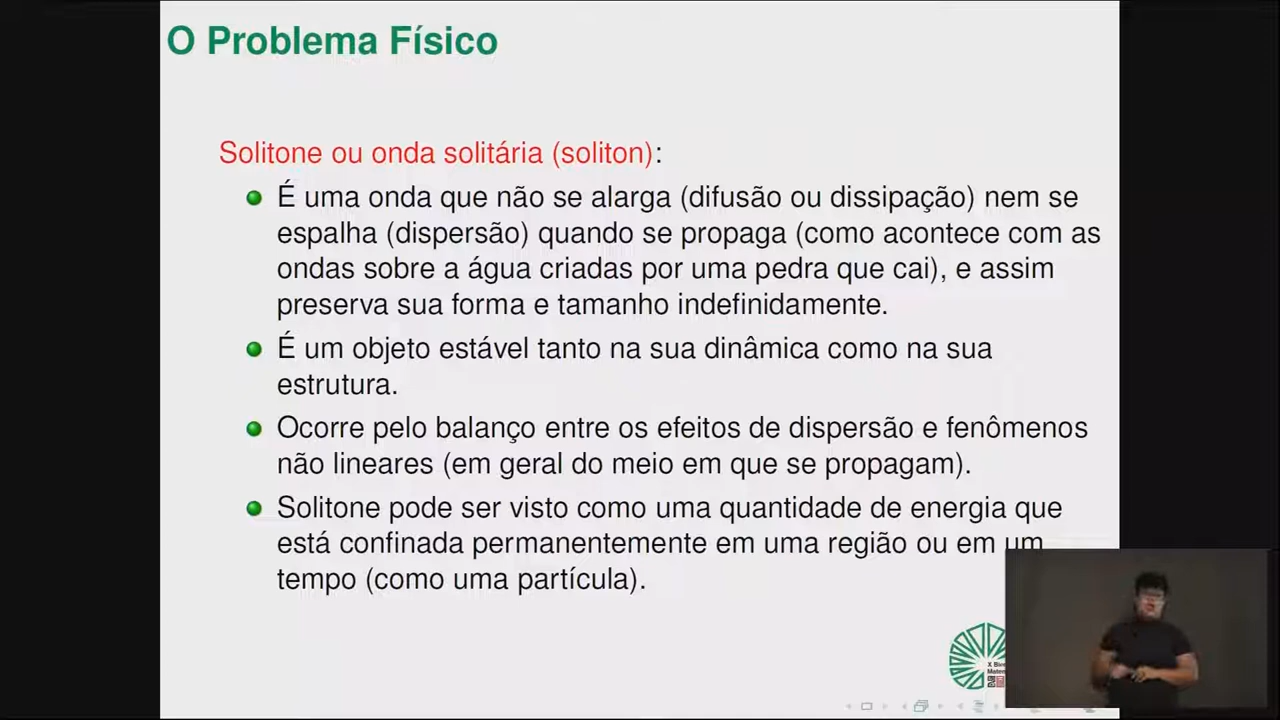 O Problema Físico
Solitone ou onda solitária (soliton):
É uma onda que não se alarga (difusão ou dissipação) nem se
espalha (dispersão) quando se propaga (como acontece com as
ondas sobre a água criadas por uma pedra que cai), e assim
preserva sua forma e tamanho indefinidamente.
É um objeto estável tanto na sua dinâmica como na sua
estrutura.
Ocorre pelo balanço entre os efeitos de dispersão e fenômenos
não lineares (em geral do meio em que se propagam).
Solitone pode ser visto como uma quantidade de energia que
está confinada permanentemente em uma região ou em um
tempo (como uma partícula).